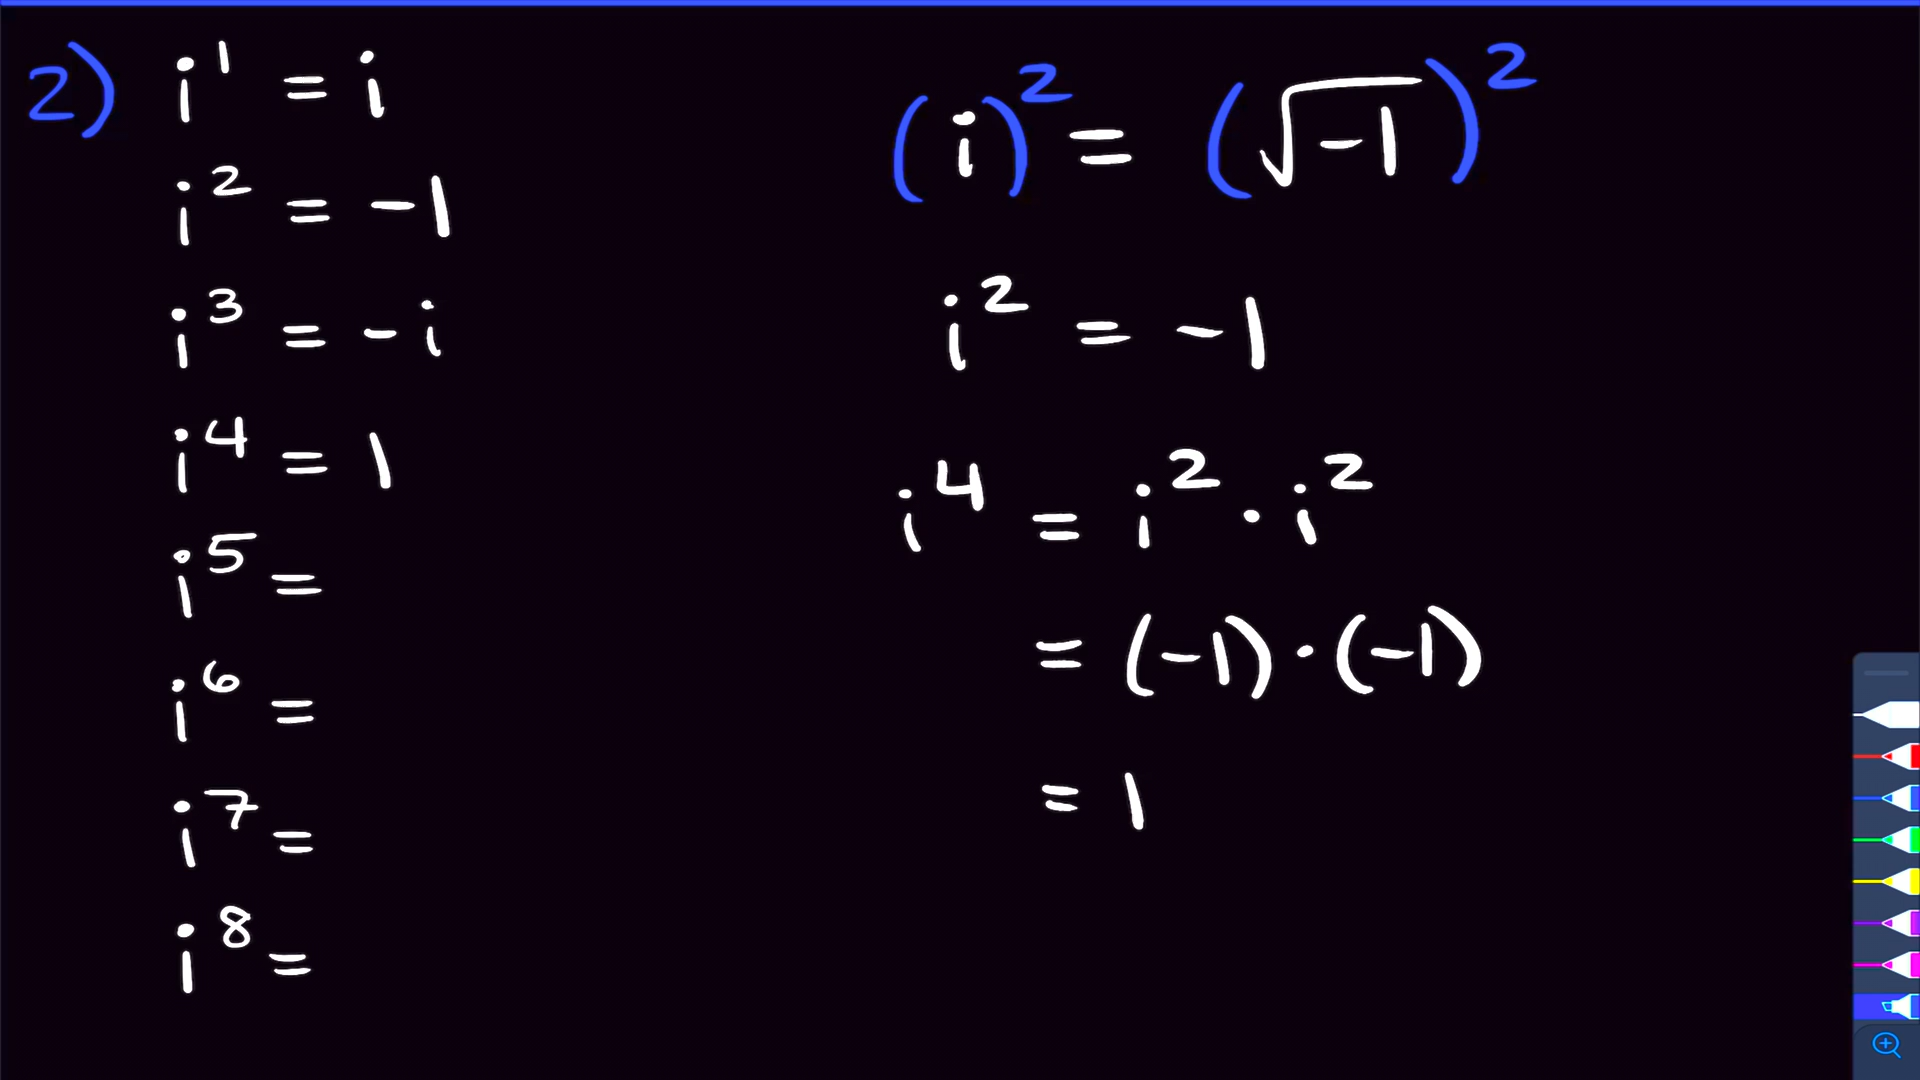 2) i¹ = i
i² = -1
i³ = -i
i⁴ = 1
i⁵ =
i⁶ =
i⁷ =
i⁸ =
(i)² = (√-1)²
i² = -1
i⁴ = i² · i²
= (-1) · (-1)
= 1